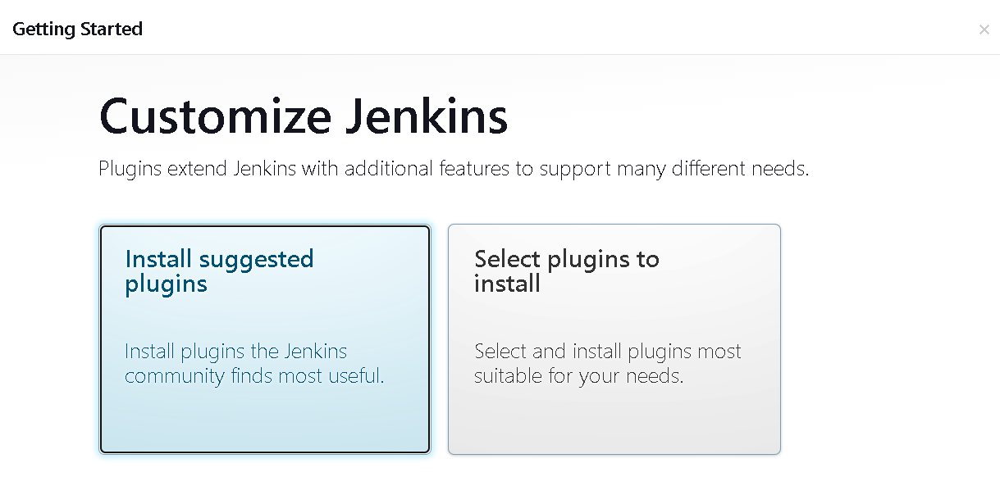 Getting Started
×
Customize Jenkins
Plugins extend Jenkins with additional features to support many different needs.
Install suggested
plugins
Install plugins the Jenkins
community finds most useful.
Select plugins to
install
Select and install plugins most
suitable for your needs.